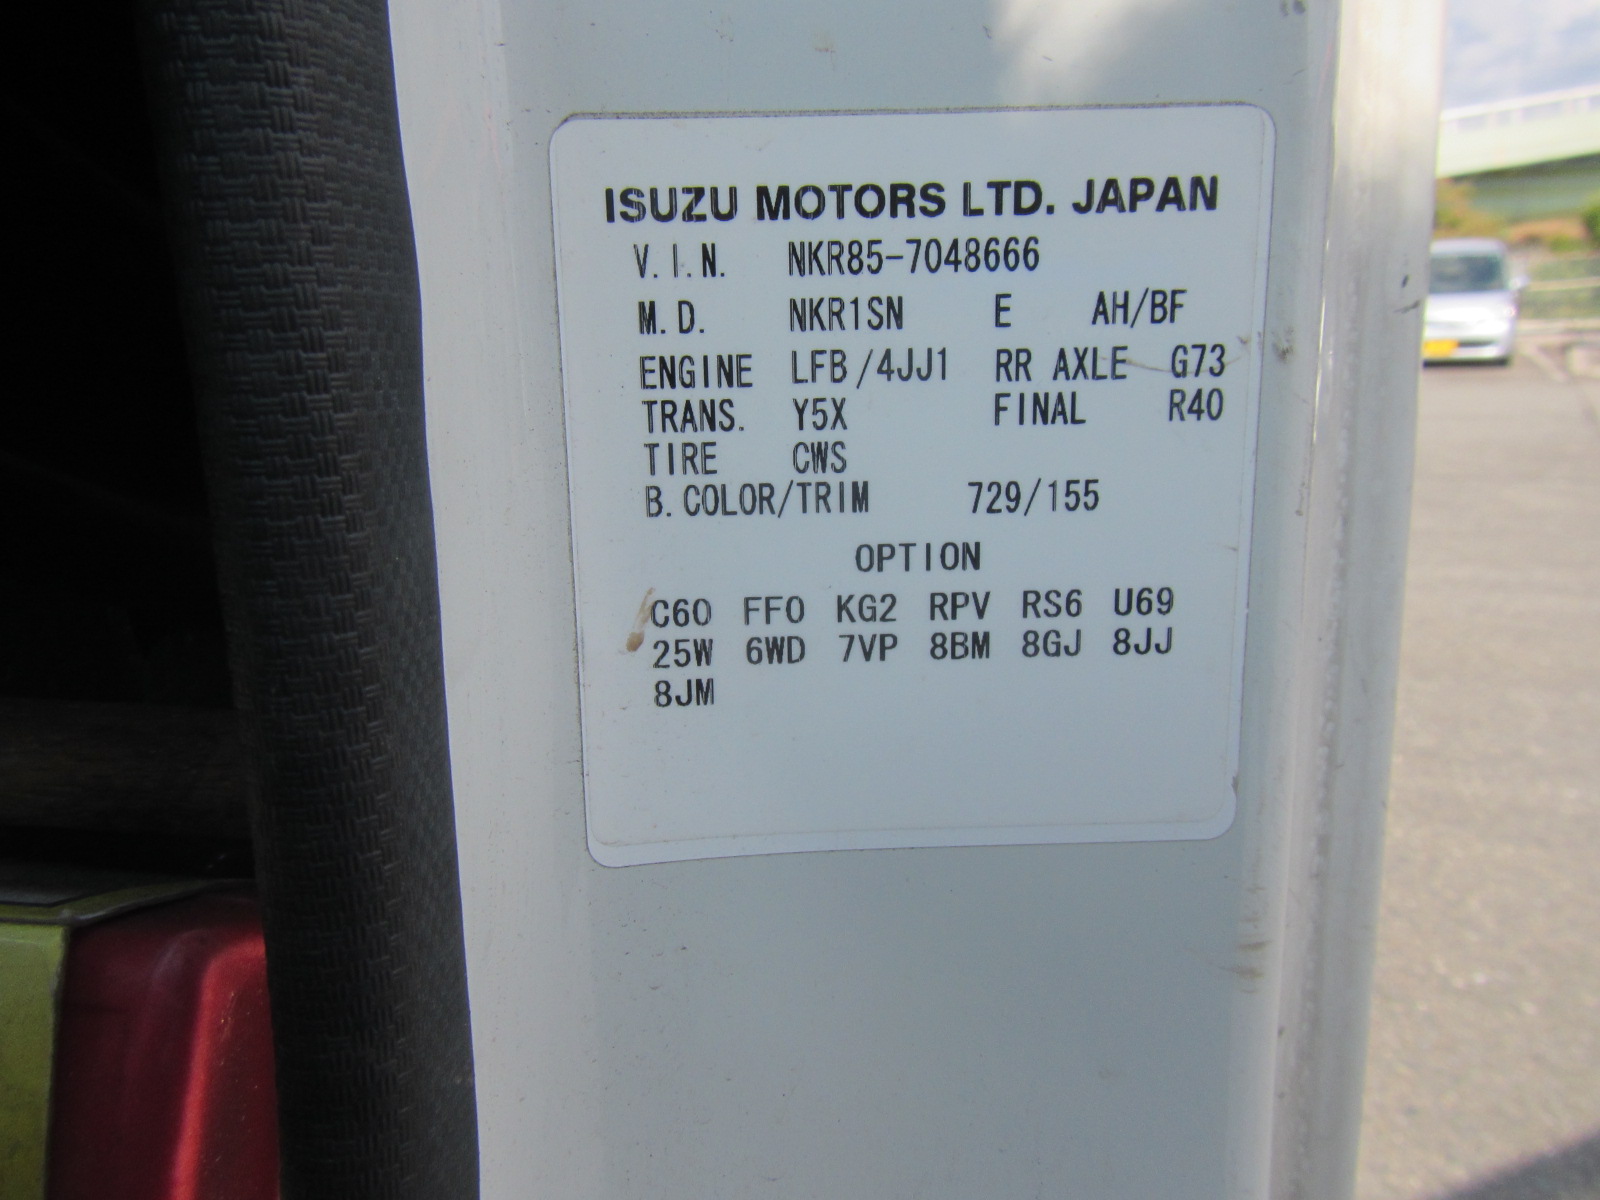 ISUZU MOTORS LTD. JAPAN
V.I.N. NKR85-7048666
M.D. NKR1SN E AH/BF
ENGINE LFB/4JJ1 RR AXLE G73
TRANS. Y5X FINAL R40
TIRE CWS
B.COLOR/TRIM 729/155
OPTION
C60 FF0 KG2 RPV RS6 U69
25W 6WD 7VP 8BM 8GJ 8JJ
8JM